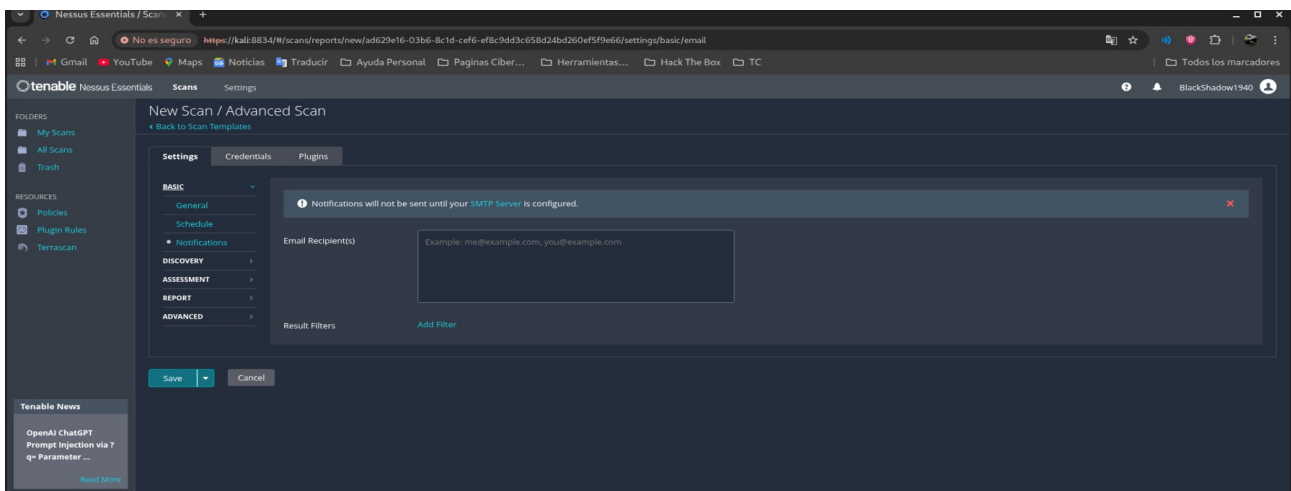 Nessus Essentials / Scans
No es seguro https://kali:8834/#/scans/reports/new/ad629e16-03b6-8c1d-cef6-ef8c9dd3c658d24bd260ef5f9e66/settings/basic/email
Gmail YouTube Maps Noticias Traducir Ayuda Personal Paginas Ciber... Herramientas... Hack The Box TC Todos los marcadores
tenable Nessus Essentials Scans Settings BlackShadow1940
FOLDERS
My Scans
All Scans
Trash
RESOURCES
Policies
Plugin Rules
Terrascan
Tenable News
OpenAI ChatGPT
Prompt Injection via ?
q= Parameter ...
Read More
New Scan / Advanced Scan
Back to Scan Templates
Settings Credentials Plugins
BASIC
General
Schedule
Notifications
DISCOVERY
ASSESSMENT
REPORT
ADVANCED
Notifications will not be sent until your SMTP Server is configured.
Email Recipient(s)
Example: me@example.com, you@example.com
Result Filters Add Filter
Save Cancel